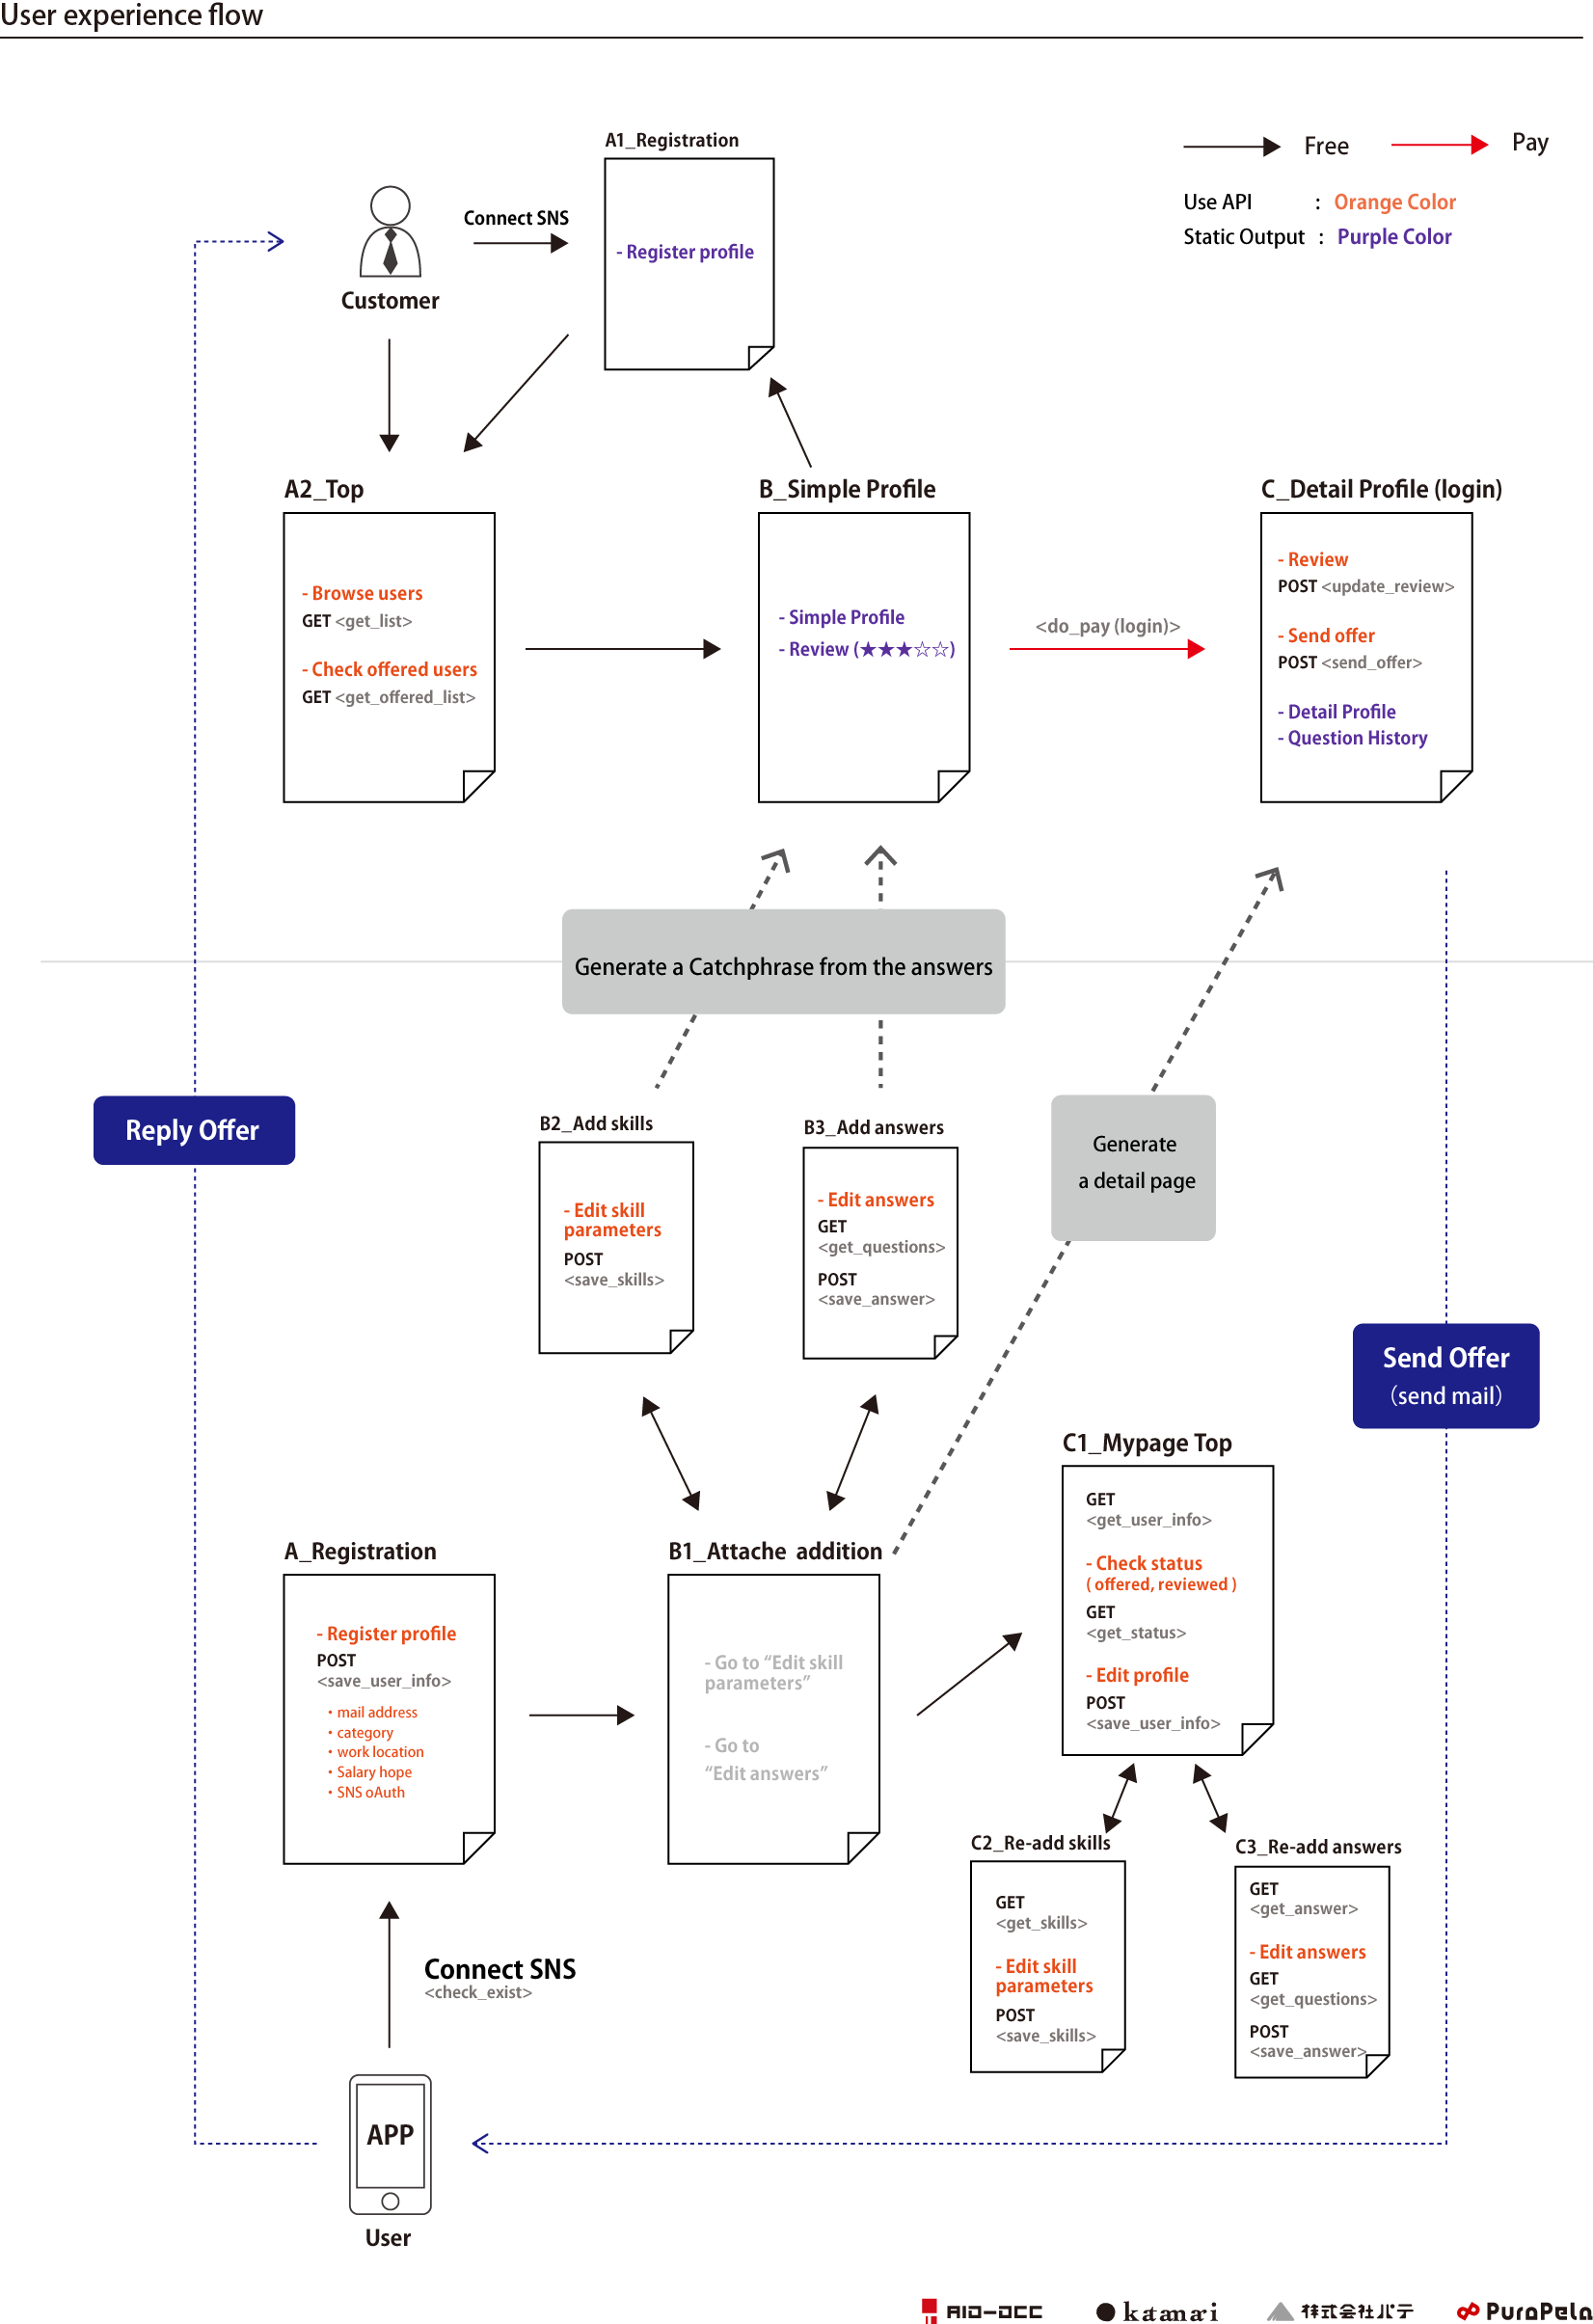 User experience flow
A1_Registration
Free
Pay
Use API : Orange Color
Static Output : Purple Color
Connect SNS
- Register profile
Customer
A2_Top
- Browse users
GET <get_list>
- Check offered users
GET <get_offered_list>
B_Simple Profile
- Simple Profile
- Review (★★★☆☆)
<do_pay (login)>
C_Detail Profile (login)
- Review
POST <update_review>
- Send offer
POST <send_offer>
- Detail Profile
- Question History
Generate a Catchphrase from the answers
Reply Offer
B2_Add skills
- Edit skill
parameters
POST
<save_skills>
B3_Add answers
- Edit answers
GET
<get_questions>
POST
<save_answer>
Generate
a detail page
Send Offer
(send mail)
A_Registration
- Register profile
POST
<save_user_info>
・mail address
・category
・work location
・Salary hope
・SNS oAuth
B1_Attache addition
- Go to “Edit skill
parameters”
- Go to
“Edit answers”
C1_Mypage Top
GET
<get_user_info>
- Check status
( offered, reviewed )
GET
<get_status>
- Edit profile
POST
<save_user_info>
C2_Re-add skills
GET
<get_skills>
- Edit skill
parameters
POST
<save_skills>
C3_Re-add answers
GET
<get_answer>
- Edit answers
GET
<get_questions>
POST
<save_answer>
Connect SNS
<check_exist>
APP
User
AID-DCC
katamari
株式会社パテ
PuraPela